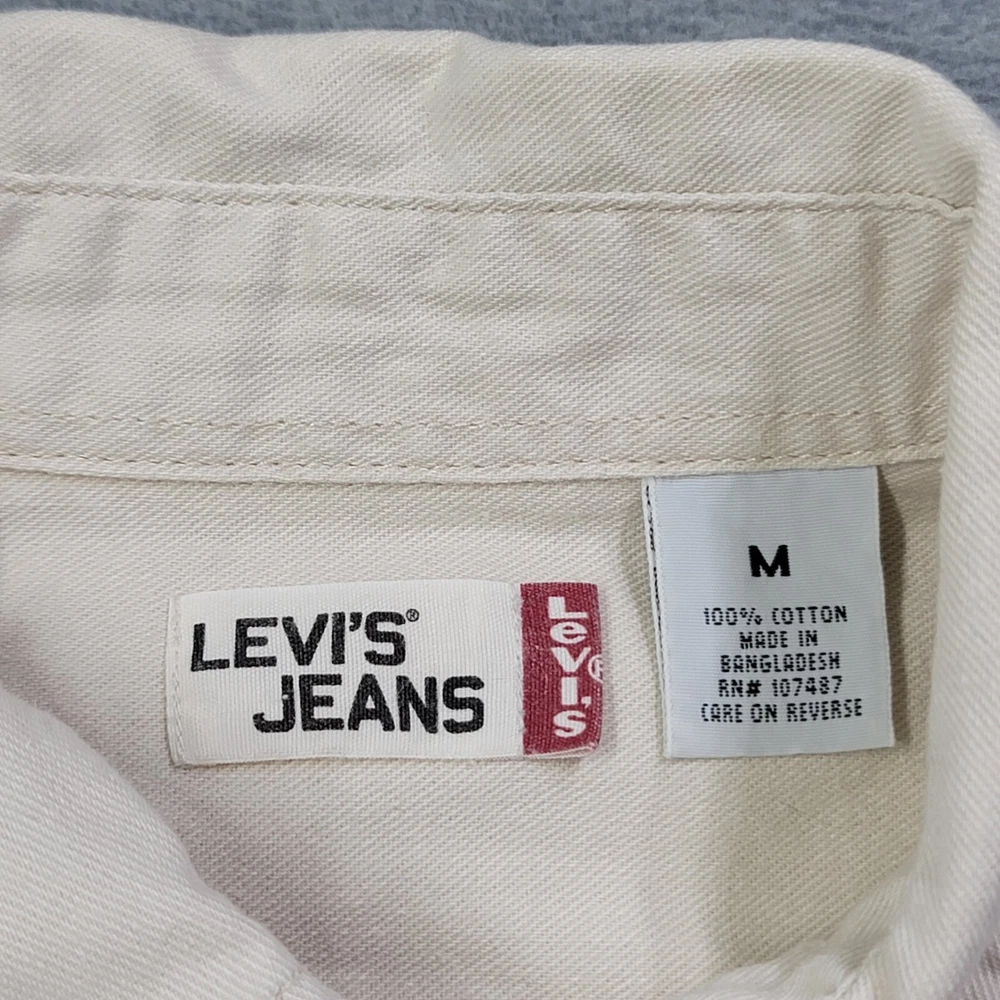 LEVI'S®
JEANS
Levi's®
M
100% COTTON
MADE IN
BANGLADESH
RN# 107487
CARE ON REVERSE